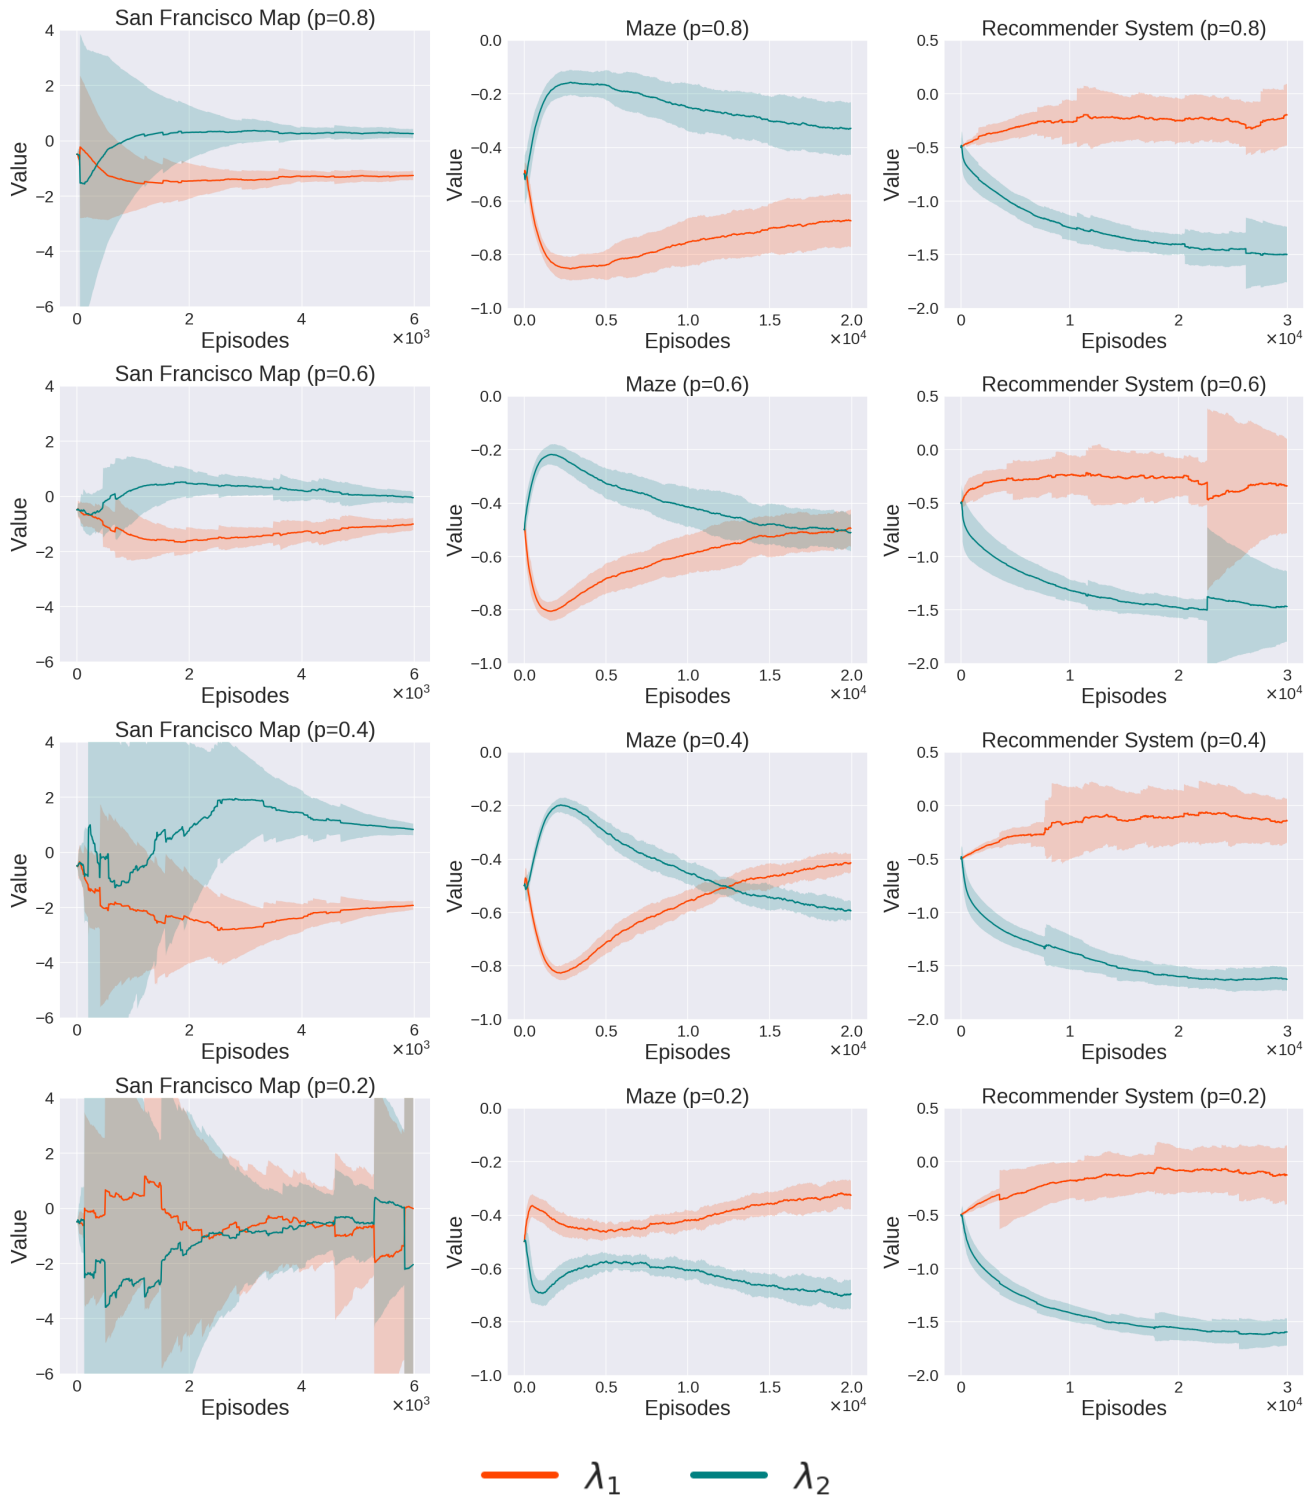 San Francisco Map (p=0.8)
4
2
0
−2
−4
−6
Value
0 2 4 6
×10³
Episodes
Maze (p=0.8)
0.0
−0.2
−0.4
−0.6
−0.8
−1.0
Value
0.0 0.5 1.0 1.5 2.0
×10⁴
Episodes
Recommender System (p=0.8)
0.5
0.0
−0.5
−1.0
−1.5
−2.0
Value
0 1 2 3
×10⁴
Episodes
San Francisco Map (p=0.6)
4
2
0
−2
−4
−6
Value
0 2 4 6
×10³
Episodes
Maze (p=0.6)
0.0
−0.2
−0.4
−0.6
−0.8
−1.0
Value
0.0 0.5 1.0 1.5 2.0
×10⁴
Episodes
Recommender System (p=0.6)
0.5
0.0
−0.5
−1.0
−1.5
−2.0
Value
0 1 2 3
×10⁴
Episodes
San Francisco Map (p=0.4)
4
2
0
−2
−4
−6
Value
0 2 4 6
×10³
Episodes
Maze (p=0.4)
0.0
−0.2
−0.4
−0.6
−0.8
−1.0
Value
0.0 0.5 1.0 1.5 2.0
×10⁴
Episodes
Recommender System (p=0.4)
0.5
0.0
−0.5
−1.0
−1.5
−2.0
Value
0 1 2 3
×10⁴
Episodes
San Francisco Map (p=0.2)
4
2
0
−2
−4
−6
Value
0 2 4 6
×10³
Episodes
Maze (p=0.2)
0.0
−0.2
−0.4
−0.6
−0.8
−1.0
Value
0.0 0.5 1.0 1.5 2.0
×10⁴
Episodes
Recommender System (p=0.2)
0.5
0.0
−0.5
−1.0
−1.5
−2.0
Value
0 1 2 3
×10⁴
Episodes
λ₁ λ₂